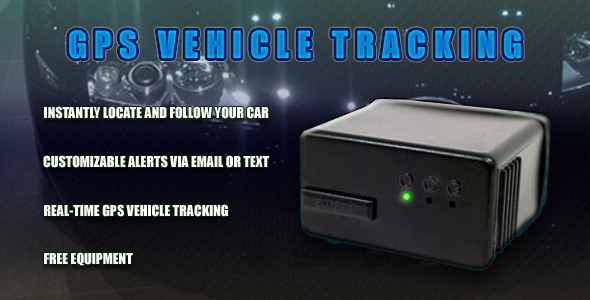 GPS VEHICLE TRACKING
INSTANTLY LOCATE AND FOLLOW YOUR CAR
CUSTOMIZABLE ALERTS VIA EMAIL OR TEXT
REAL-TIME GPS VEHICLE TRACKING
FREE EQUIPMENT